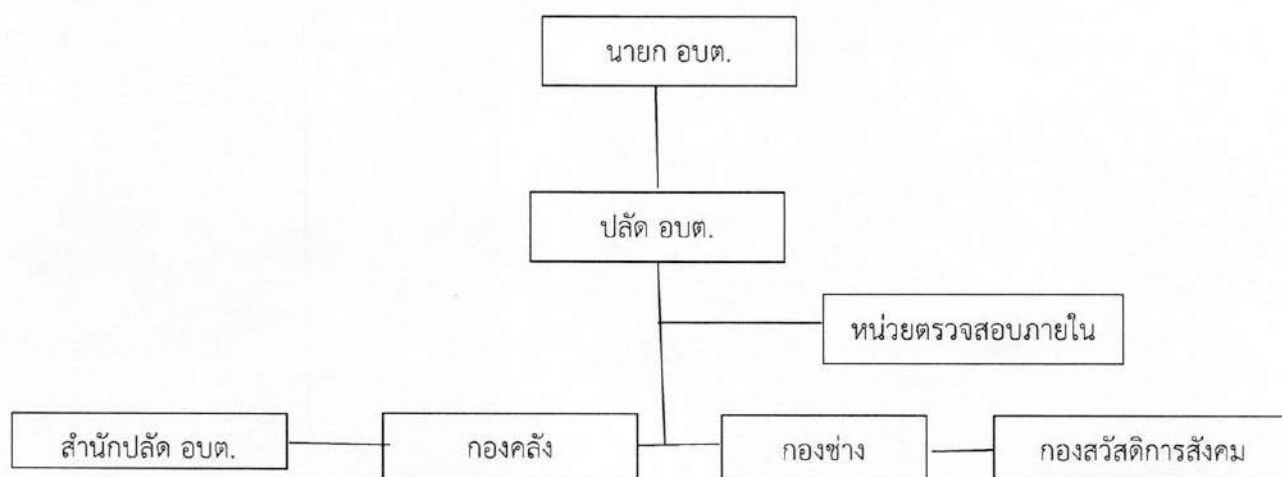 นายก อบต.
ปลัด อบต.
หน่วยตรวจสอบภายใน
สำนักปลัด อบต.
กองคลัง
กองช่าง
กองสวัสดิการสังคม